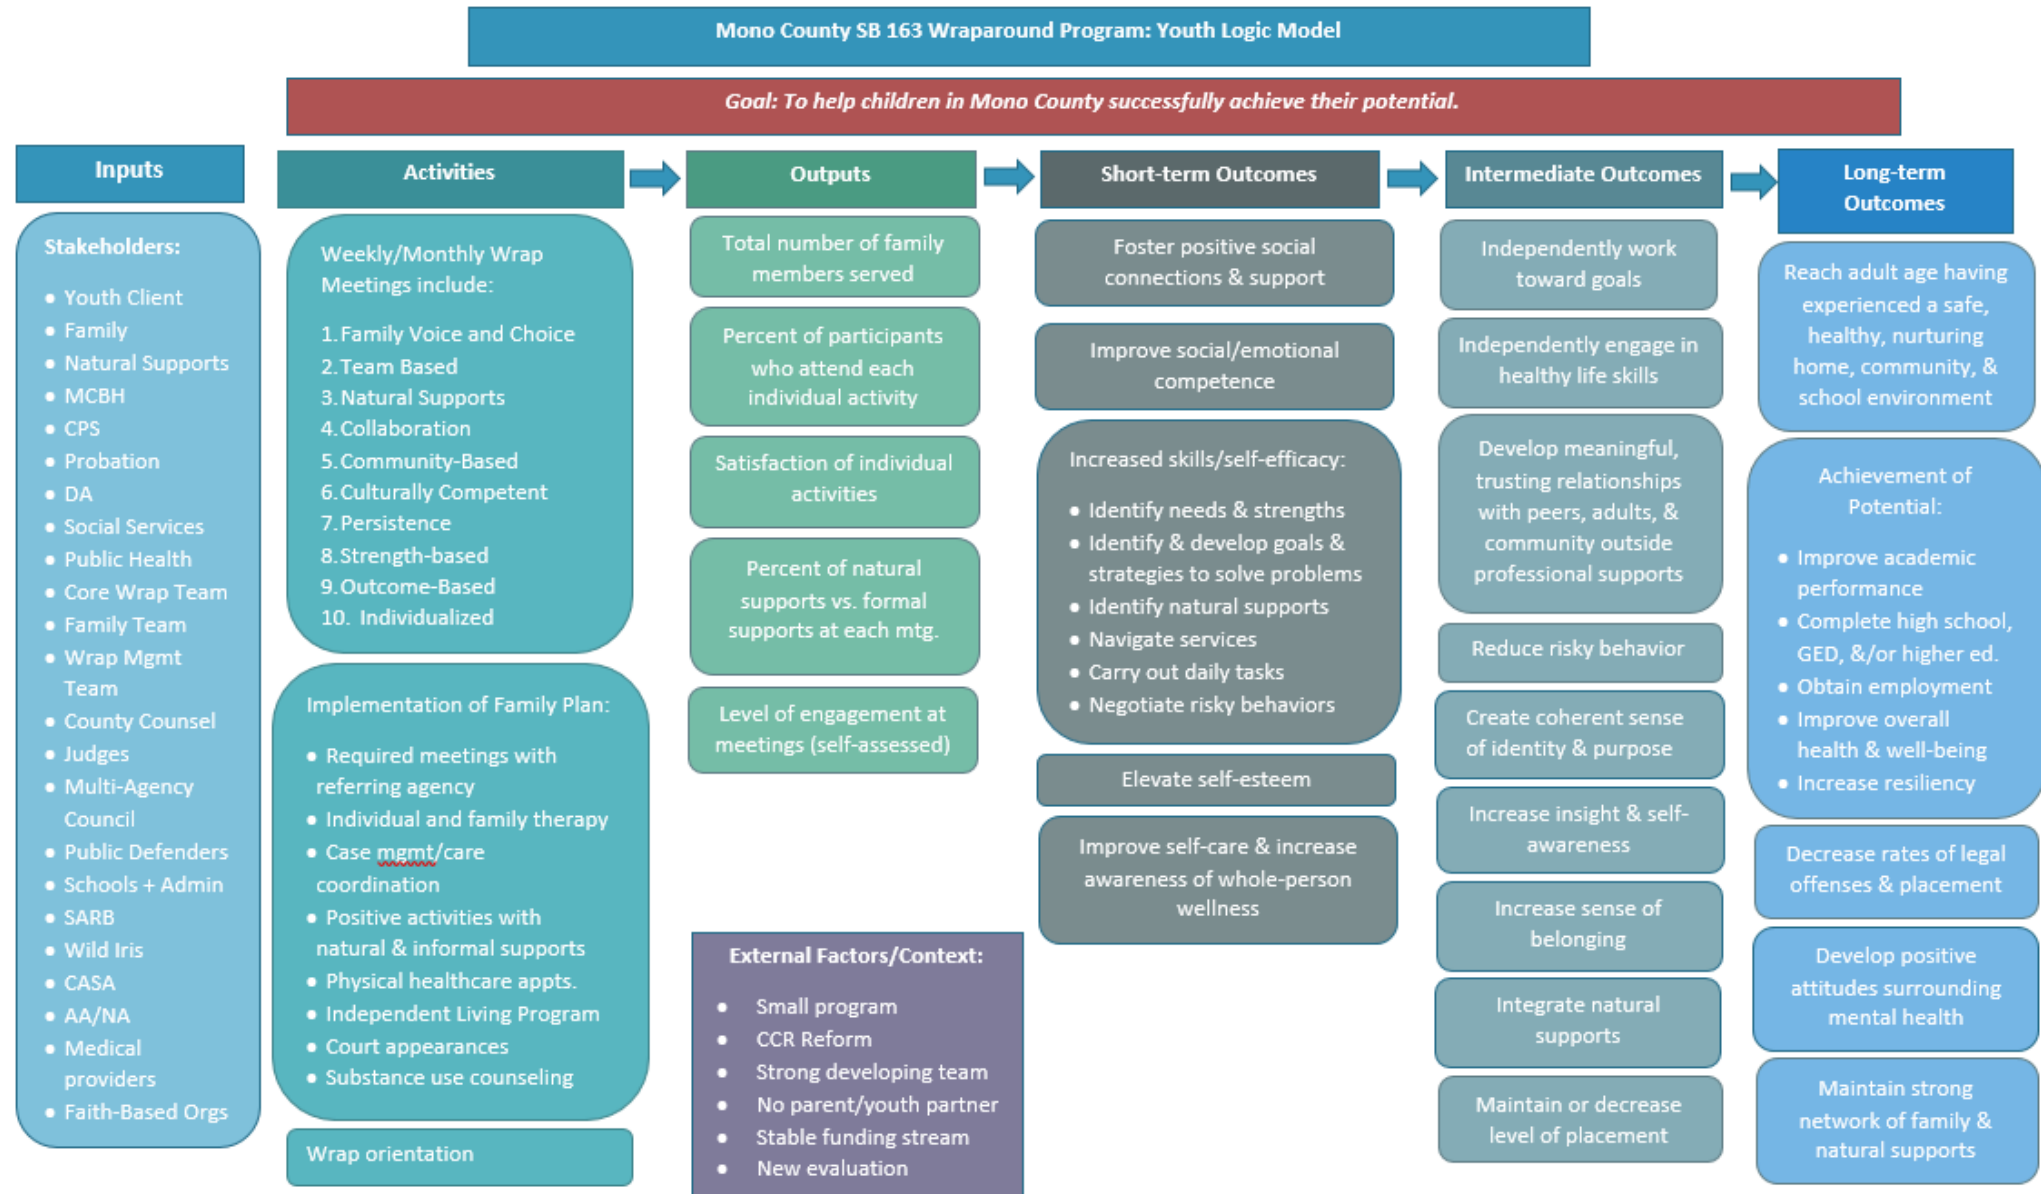 Mono County SB 163 Wraparound Program: Youth Logic Model
Goal: To help children in Mono County successfully achieve their potential.
Inputs
Stakeholders:
• Youth Client
• Family
• Natural Supports
• MCBH
• CPS
• Probation
• DA
• Social Services
• Public Health
• Core Wrap Team
• Family Team
• Wrap Mgmt
Team
• County Counsel
• Judges
• Multi-Agency
Council
• Public Defenders
• Schools + Admin
• SARB
• Wild Iris
• CASA
• AA/NA
• Medical
providers
• Faith-Based Orgs
Activities
Weekly/Monthly Wrap
Meetings include:
1. Family Voice and Choice
2. Team Based
3. Natural Supports
4. Collaboration
5. Community-Based
6. Culturally Competent
7. Persistence
8. Strength-based
9. Outcome-Based
10. Individualized
Implementation of Family Plan:
• Required meetings with
referring agency
• Individual and family therapy
• Case mgmt/care
coordination
• Positive activities with
natural & informal supports
• Physical healthcare appts.
• Independent Living Program
• Court appearances
• Substance use counseling
Wrap orientation
Outputs
Total number of family
members served
Percent of participants
who attend each
individual activity
Satisfaction of individual
activities
Percent of natural
supports vs. formal
supports at each mtg.
Level of engagement at
meetings (self-assessed)
External Factors/Context:
• Small program
• CCR Reform
• Strong developing team
• No parent/youth partner
• Stable funding stream
• New evaluation
Short-term Outcomes
Foster positive social
connections & support
Improve social/emotional
competence
Increased skills/self-efficacy:
• Identify needs & strengths
• Identify & develop goals &
strategies to solve problems
• Identify natural supports
• Navigate services
• Carry out daily tasks
• Negotiate risky behaviors
Elevate self-esteem
Improve self-care & increase
awareness of whole-person
wellness
Intermediate Outcomes
Independently work
toward goals
Independently engage in
healthy life skills
Develop meaningful,
trusting relationships
with peers, adults, &
community outside
professional supports
Reduce risky behavior
Create coherent sense
of identity & purpose
Increase insight & self-
awareness
Increase sense of
belonging
Integrate natural
supports
Maintain or decrease
level of placement
Long-term
Outcomes
Reach adult age having
experienced a safe,
healthy, nurturing
home, community, &
school environment
Achievement of
Potential:
• Improve academic
performance
• Complete high school,
GED, &/or higher ed.
• Obtain employment
• Improve overall
health & well-being
• Increase resiliency
Decrease rates of legal
offenses & placement
Develop positive
attitudes surrounding
mental health
Maintain strong
network of family &
natural supports